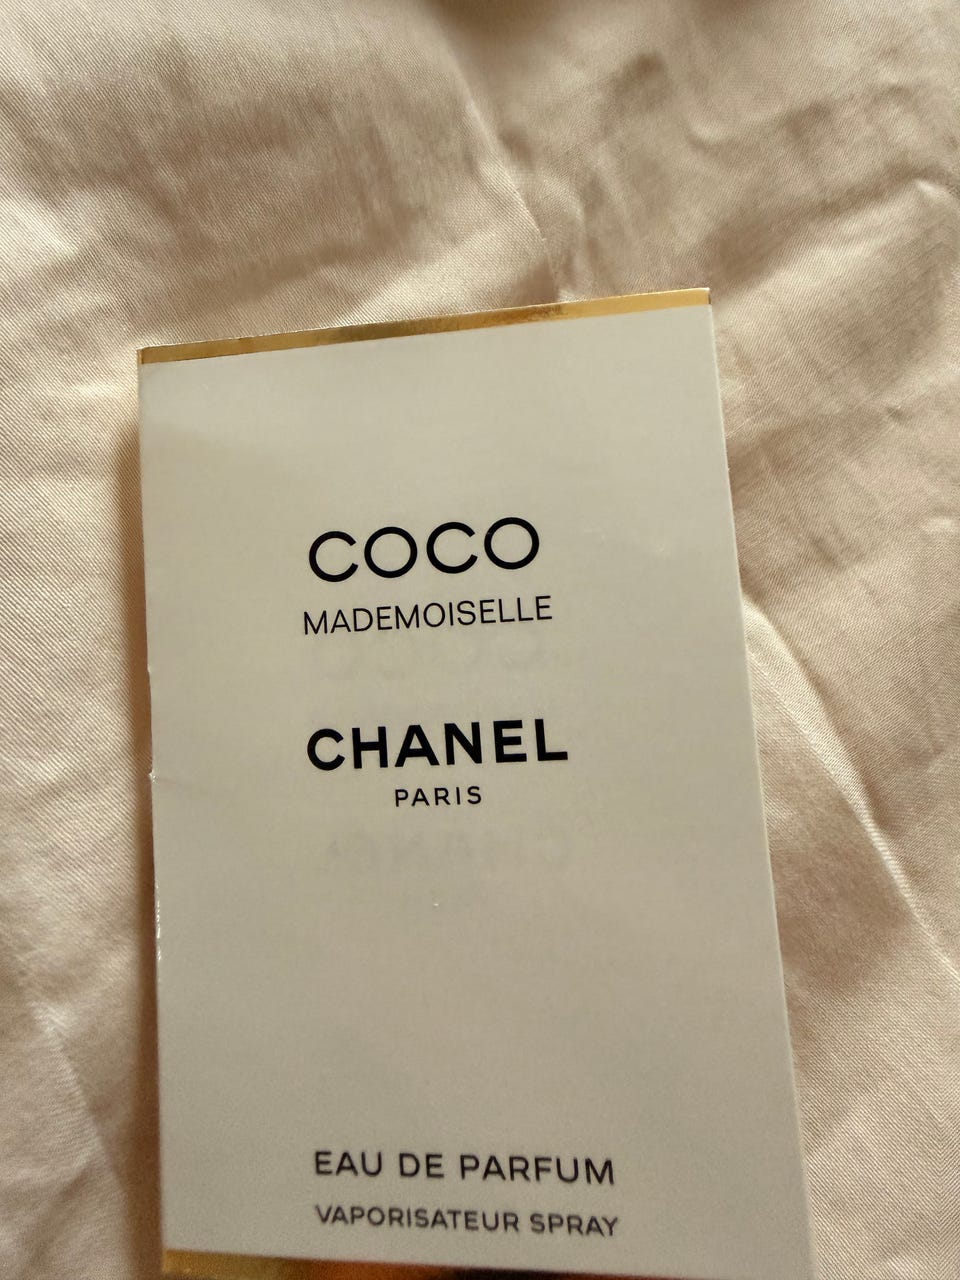 COCO
MADEMOISELLE
CHANEL
PARIS
EAU DE PARFUM
VAPORISATEUR SPRAY